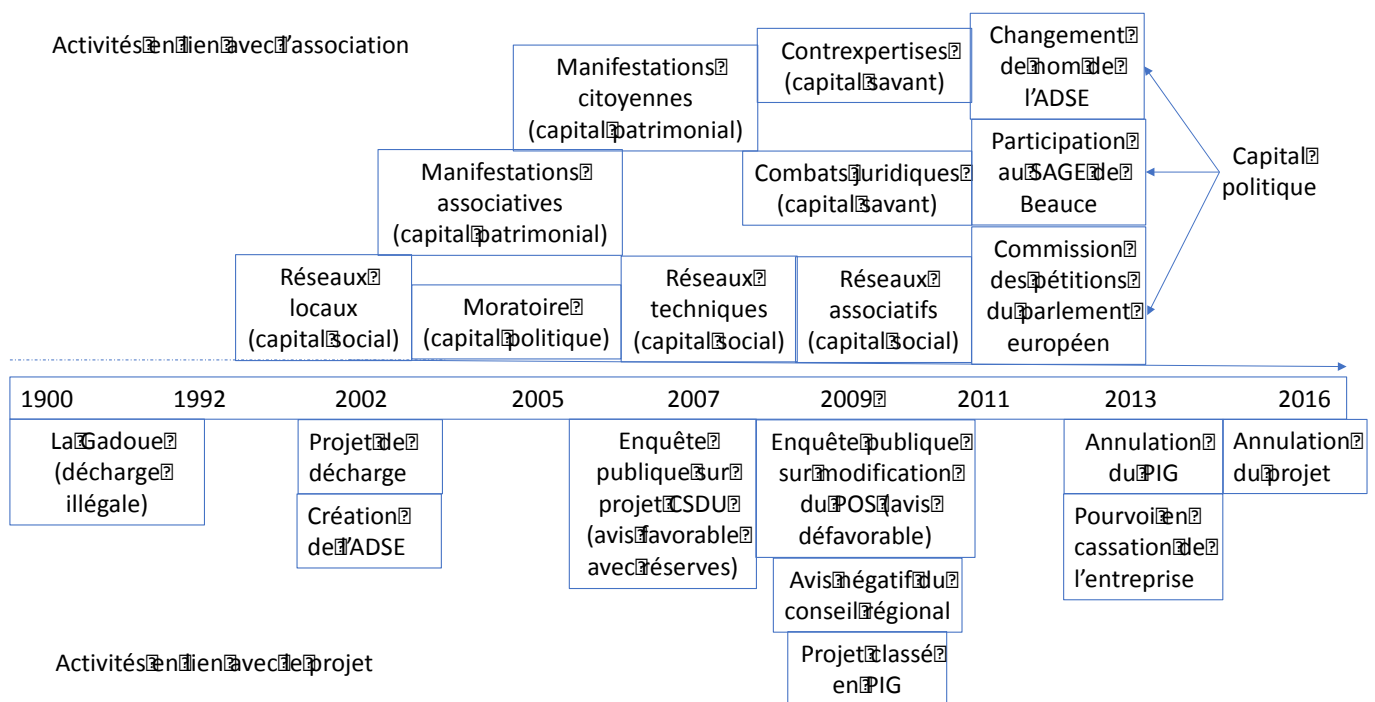 Activités en lien avec l'association
Manifestations
citoyennes
(capital patrimonial)
Contrexpertises
(capital savant)
Changement
de nom de
l'ADSE
Manifestations
associatives
(capital patrimonial)
Combats juridiques
(capital savant)
Participation
au SAGE de
Beauce
Capital
politique
Réseaux
locaux
(capital social)
Moratoire
(capital politique)
Réseaux
techniques
(capital social)
Réseaux
associatifs
(capital social)
Commission
des pétitions
du parlement
européen
1900 1992 2002 2005 2007 2009 2011 2013 2016
La Gadoue
(décharge
illégale)
Projet de
décharge
Création
de l'ADSE
Enquête
publique sur
projet CSDU
(avis favorable
avec réserves)
Enquête publique
sur modification
du POS (avis
défavorable)
Avis négatif du
conseil régional
Projet classé
en PIG
Annulation
du PIG
Pourvoi en
cassation de
l'entreprise
Annulation
du projet
Activités en lien avec le projet